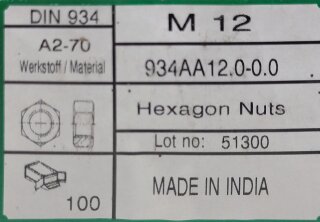 DIN 934
M 12
A2-70
Werkstoff / Material
934AA12.0-0.0
Hexagon Nuts
Lot no: 51300
100
MADE IN INDIA